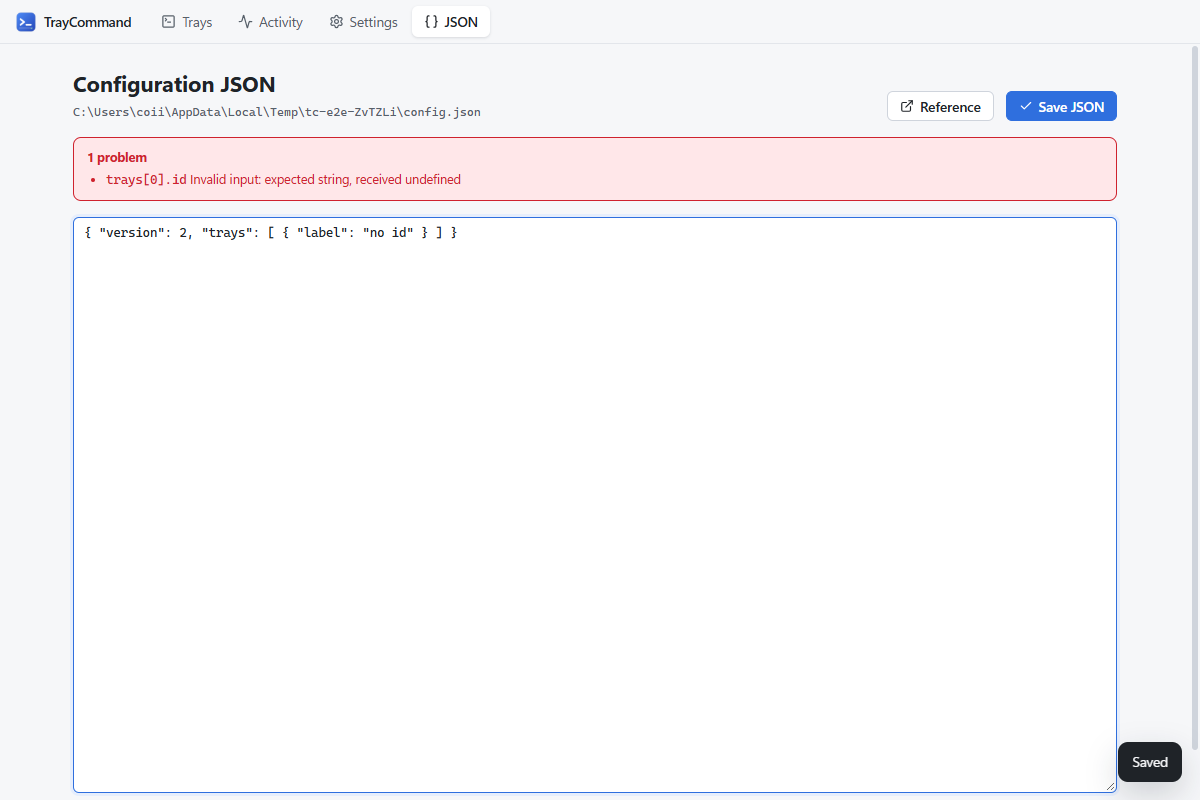 TrayCommand Trays Activity Settings {} JSON
Configuration JSON
C:\Users\coii\AppData\Local\Temp\tc-e2e-ZvTZLi\config.json
Reference Save JSON
1 problem
• trays[0].id Invalid input: expected string, received undefined
{ "version": 2, "trays": [ { "label": "no id" } ] }
Saved